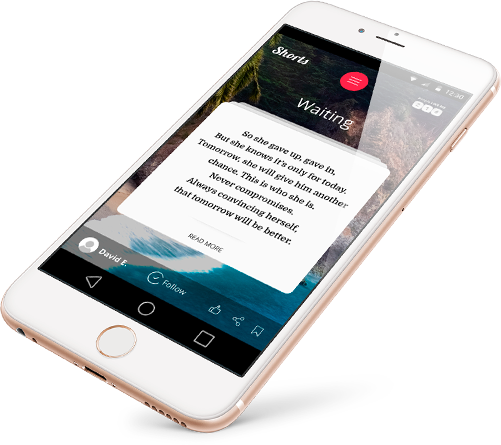 Shorts
12:30
Waiting
So she gave up, gave in.
But she knows it's only for today.
Tomorrow, she will give him another
chance. This is who she is.
Never compromises.
Always convincing herself,
that tomorrow will be better.
READ MORE
David E.
Follow